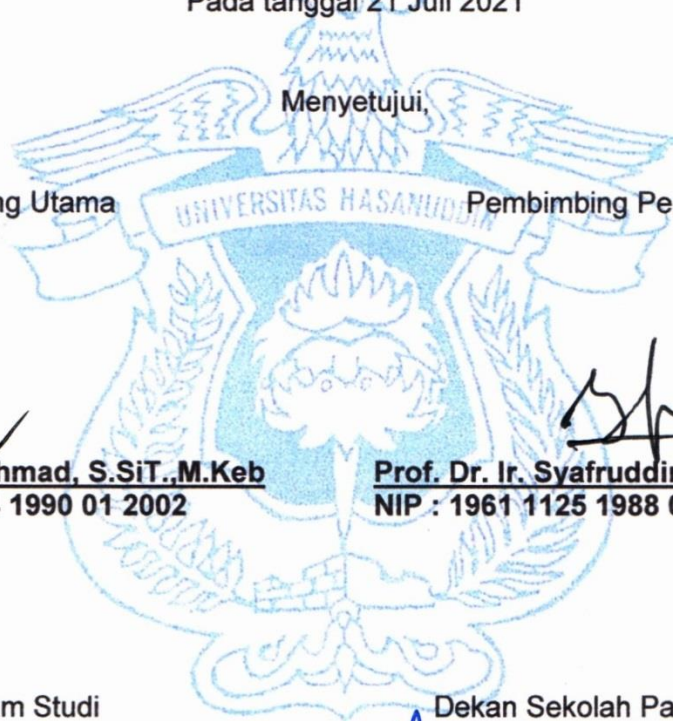 Pada tanggal 21 Juli 2021
Menyetujui,
ng Utama
Pembimbing Pe
UNIVERSITAS HASANUDDIN
hmad, S.SiT.,M.Keb
Prof. Dr. Ir. Syafruddin
1990 01 2002
NIP : 1961 1125 1988 0
m Studi
Dekan Sekolah Pa